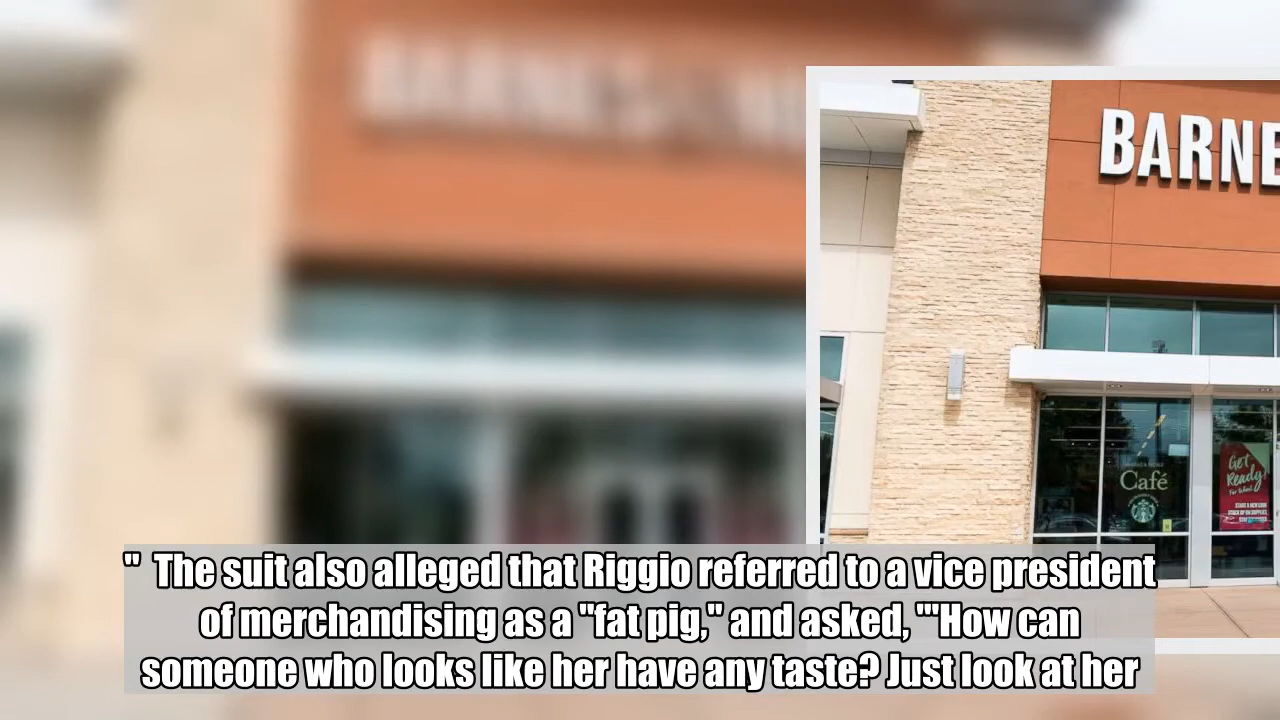 BARNE
Café
Get
Ready!
" The suit also alleged that Riggio referred to a vice president
of merchandising as a "fat pig," and asked, "'How can
someone who looks like her have any taste? Just look at her